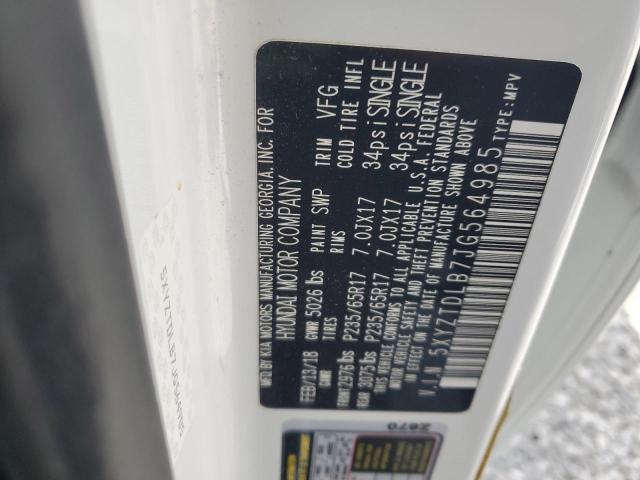 MFD. BY KIA MOTORS MANUFACTURING GEORGIA, INC. FOR
HYUNDAI MOTOR COMPANY
FEB/13/18 PAINT SWP TRIM VFG
GVWR 5026 lbs
GAWR TIRES RIMS COLD TIRE INFL
FRONT 2976 lbs P235/65R17 7.0JX17 34psi SINGLE
REAR 3075 lbs P235/65R17 7.0JX17 34psi SINGLE
THIS VEHICLE CONFORMS TO ALL APPLICABLE U.S.A. FEDERAL
MOTOR VEHICLE SAFETY AND THEFT PREVENTION STANDARDS
IN EFFECT ON THE DATE OF MANUFACTURE SHOWN ABOVE
V.I.N 5XYZTDLB7JG564985
TYPE:MPV
Z670